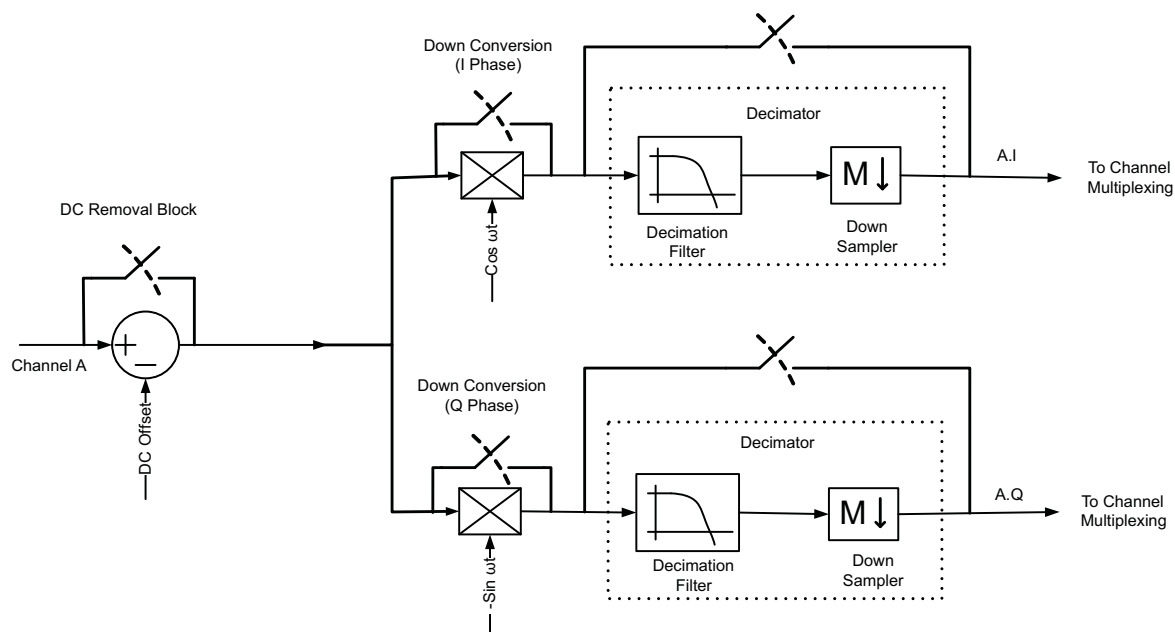 Down Conversion
(I Phase)
Decimator
A.I
To Channel
Multiplexing
M
Decimation
Filter
Down
Sampler
Cos ωt
DC Removal Block
Channel A
+
–
DC Offset
Down Conversion
(Q Phase)
Decimator
A.Q
To Channel
Multiplexing
M
Decimation
Filter
Down
Sampler
-Sin ωt